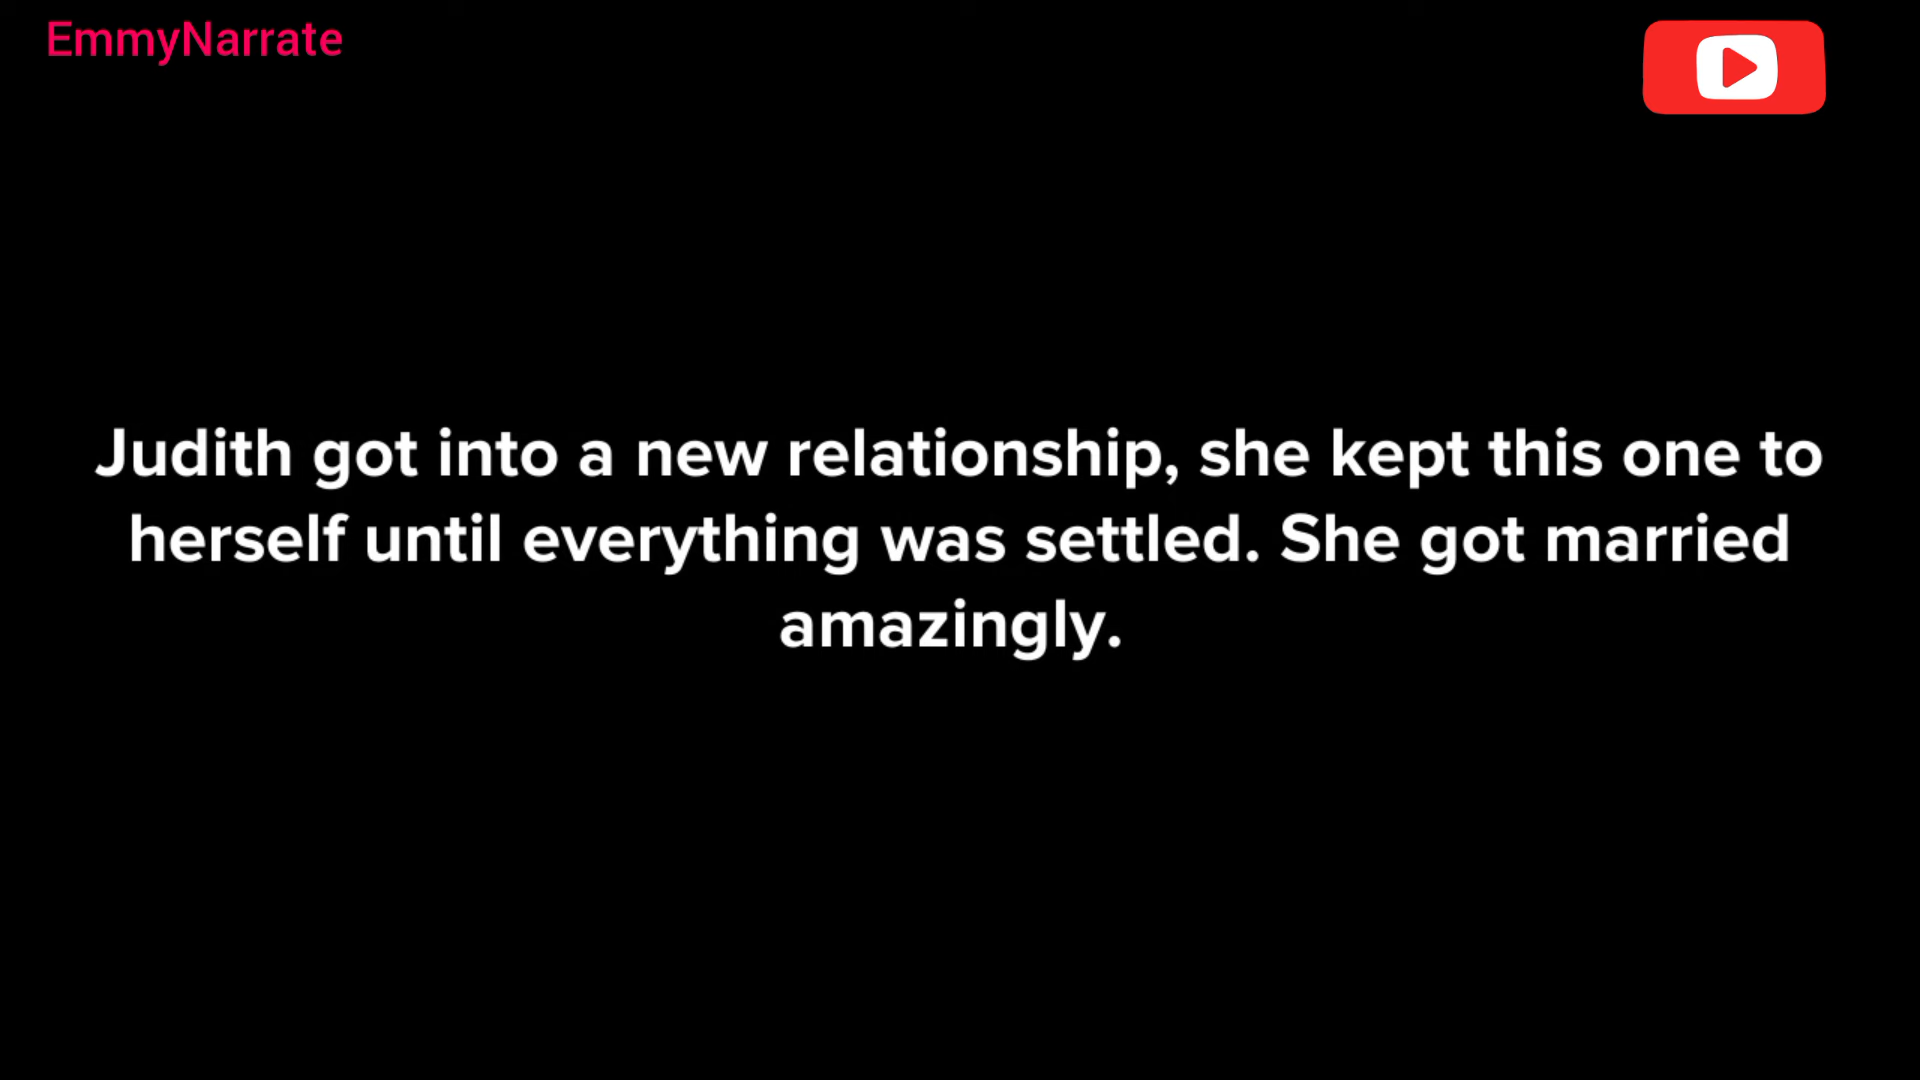 EmmyNarrate
Judith got into a new relationship, she kept this one to
herself until everything was settled. She got married
amazingly.